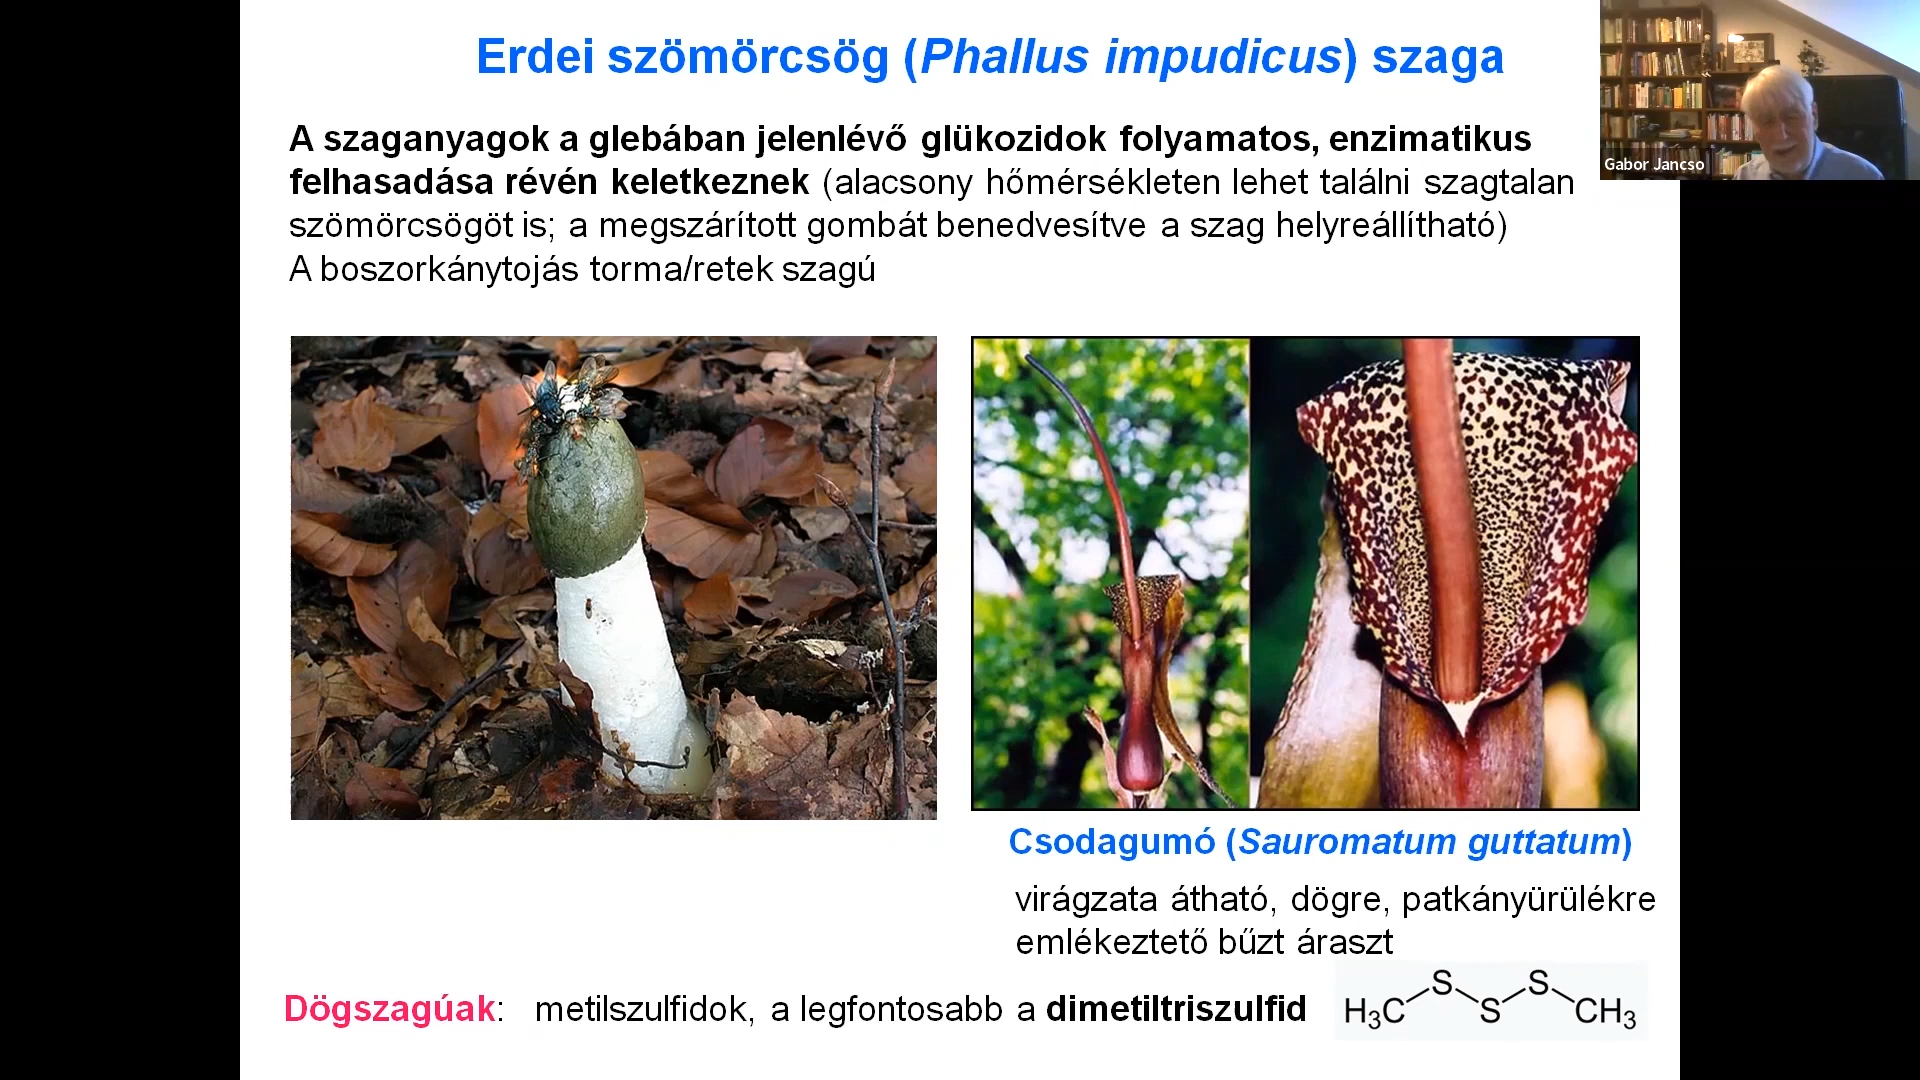 Erdei szömörcsög (Phallus impudicus) szaga
Gabor Jancso
A szaganyagok a glebában jelenlévő glükozidok folyamatos, enzimatikus
felhasadása révén keletkeznek (alacsony hőmérsékleten lehet találni szagtalan
szömörcsögöt is; a megszárított gombát benedvesítve a szag helyreállítható)
A boszorkánytojás torma/retek szagú
Csodagumó (Sauromatum guttatum)
virágzata átható, dögre, patkányürülékre
emlékeztető bűzt áraszt
Dögszagúak: metilszulfidok, a legfontosabb a dimetiltriszulfid
H₃C S S S CH₃